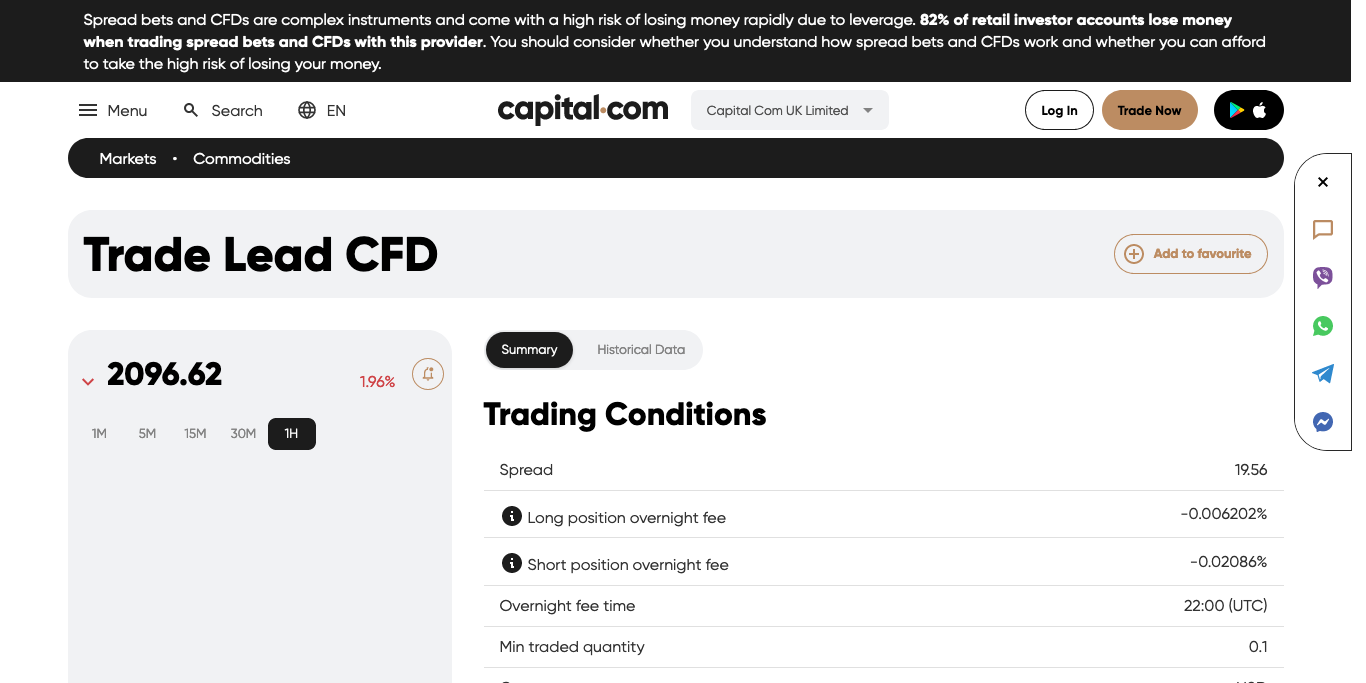 Spread bets and CFDs are complex instruments and come with a high risk of losing money rapidly due to leverage. 82% of retail investor accounts lose money
when trading spread bets and CFDs with this provider. You should consider whether you understand how spread bets and CFDs work and whether you can afford
to take the high risk of losing your money.
Menu Search EN capital.com Capital Com UK Limited Log In Trade Now
Markets • Commodities
Trade Lead CFD Add to favourite
2096.62 1.96%
1M 5M 15M 30M 1H
Summary Historical Data
Trading Conditions
Spread 19.56
Long position overnight fee -0.006202%
Short position overnight fee -0.02086%
Overnight fee time 22:00 (UTC)
Min traded quantity 0.1